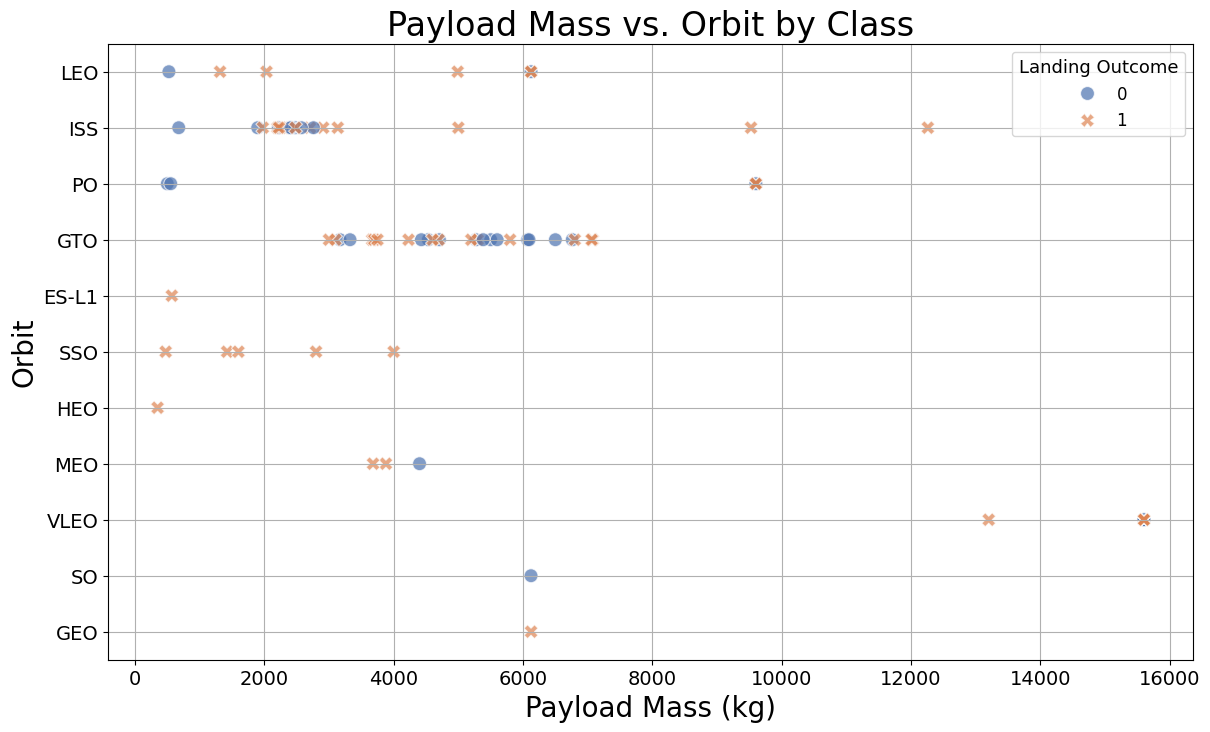 Payload Mass vs. Orbit by Class
Landing Outcome
0
1
LEO
ISS
PO
GTO
ES-L1
SSO
HEO
MEO
VLEO
SO
GEO
Orbit
0 2000 4000 6000 8000 10000 12000 14000 16000
Payload Mass (kg)